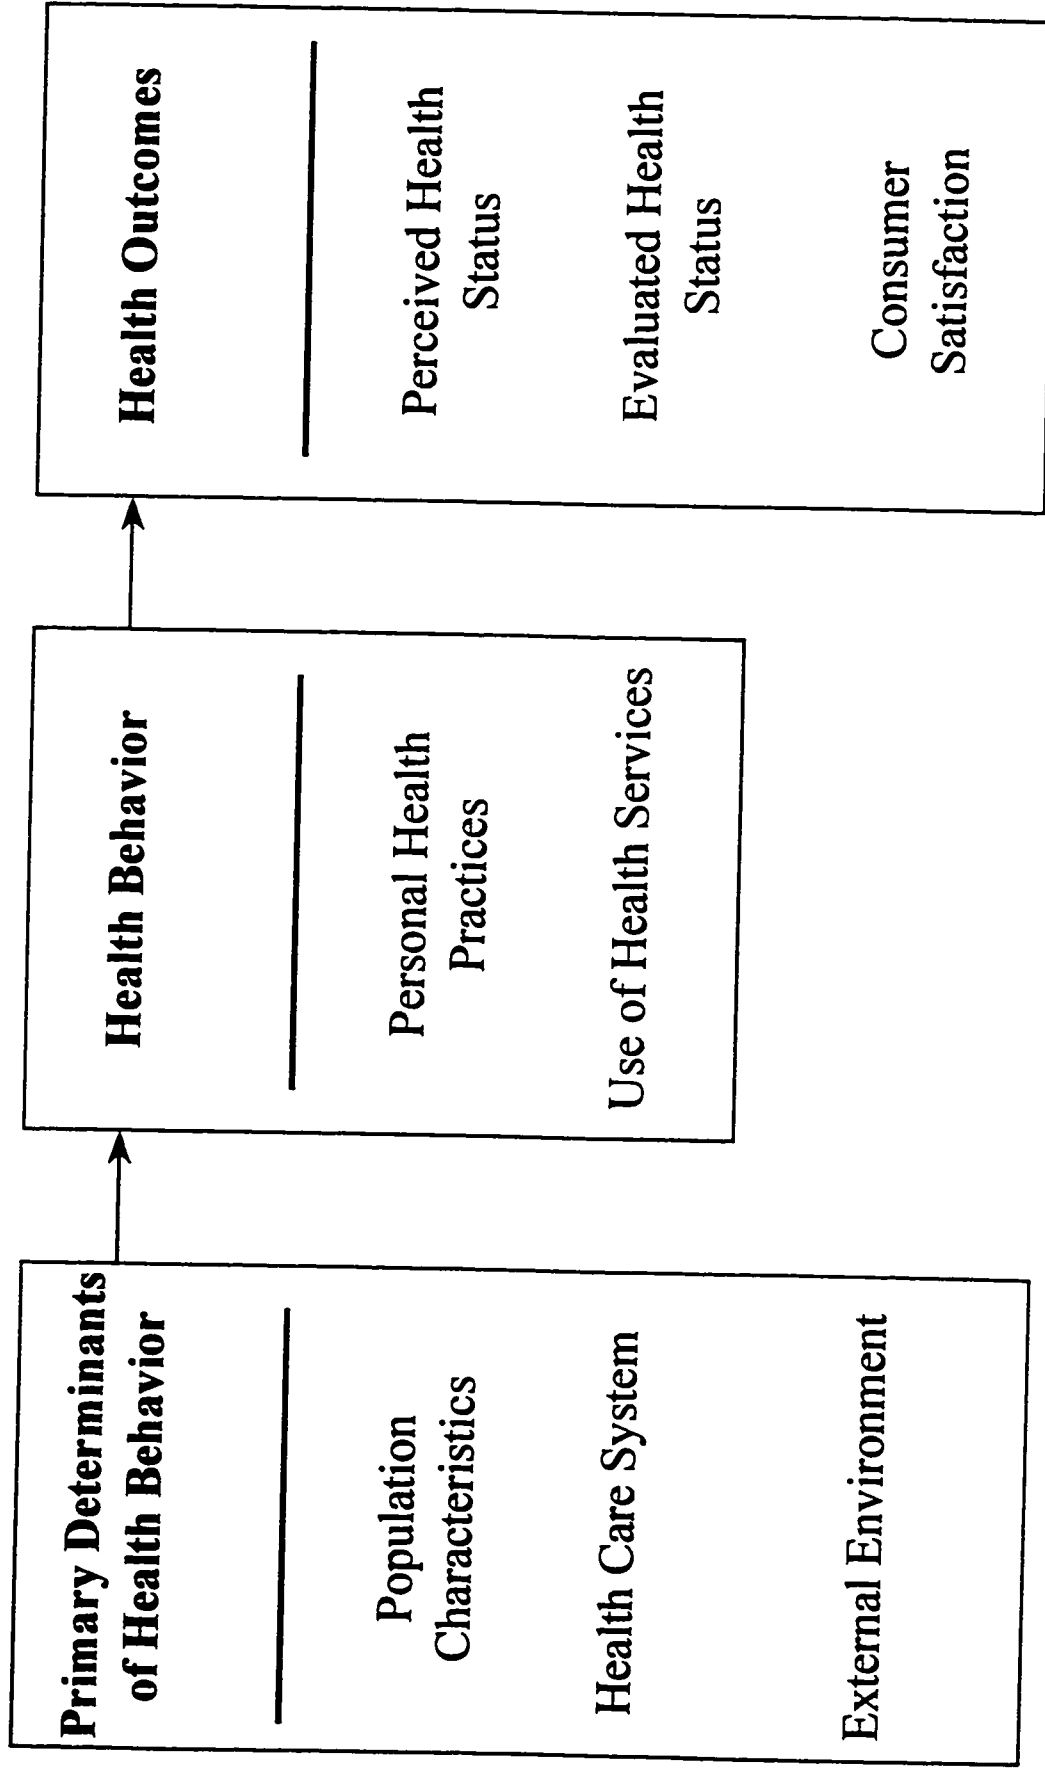 Primary Determinants
of Health Behavior
Population
Characteristics
Health Care System
External Environment
Health Behavior
Personal Health
Practices
Use of Health Services
Health Outcomes
Perceived Health
Status
Evaluated Health
Status
Consumer
Satisfaction